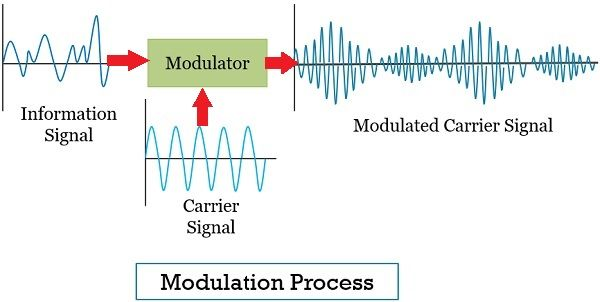 Information
Signal
Modulator
Modulated Carrier Signal
Carrier
Signal
Modulation Process